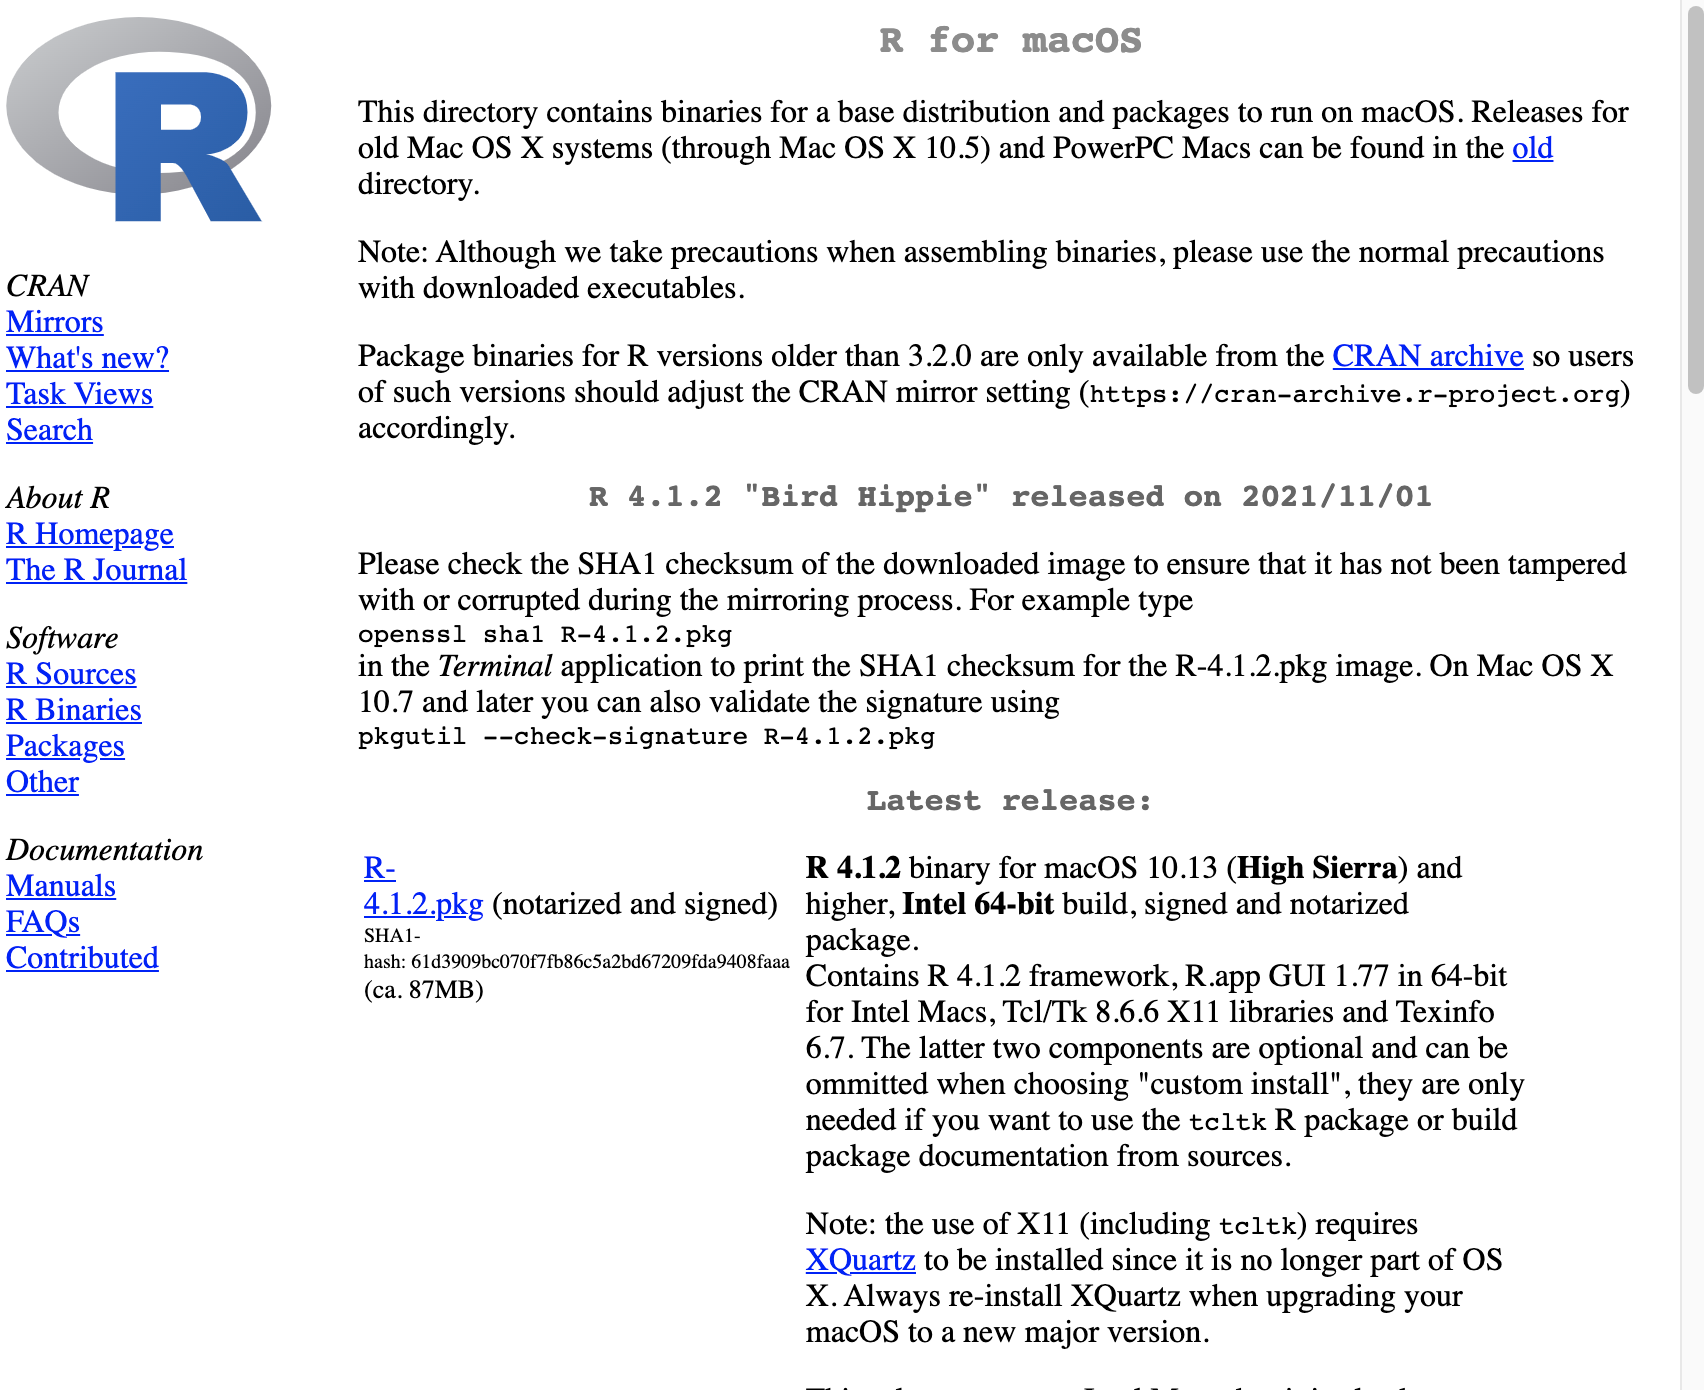 R
CRAN
Mirrors
What's new?
Task Views
Search
About R
R Homepage
The R Journal
Software
R Sources
R Binaries
Packages
Other
Documentation
Manuals
FAQs
Contributed
R for macOS
This directory contains binaries for a base distribution and packages to run on macOS. Releases for
old Mac OS X systems (through Mac OS X 10.5) and PowerPC Macs can be found in the old
directory.
Note: Although we take precautions when assembling binaries, please use the normal precautions
with downloaded executables.
Package binaries for R versions older than 3.2.0 are only available from the CRAN archive so users
of such versions should adjust the CRAN mirror setting (https://cran-archive.r-project.org)
accordingly.
R 4.1.2 "Bird Hippie" released on 2021/11/01
Please check the SHA1 checksum of the downloaded image to ensure that it has not been tampered
with or corrupted during the mirroring process. For example type
openssl sha1 R-4.1.2.pkg
in the Terminal application to print the SHA1 checksum for the R-4.1.2.pkg image. On Mac OS X
10.7 and later you can also validate the signature using
pkgutil --check-signature R-4.1.2.pkg
Latest release:
R-
4.1.2.pkg (notarized and signed)
SHA1-
hash: 61d3909bc070f7fb86c5a2bd67209fda9408faaa
(ca. 87MB)
R 4.1.2 binary for macOS 10.13 (High Sierra) and
higher, Intel 64-bit build, signed and notarized
package.
Contains R 4.1.2 framework, R.app GUI 1.77 in 64-bit
for Intel Macs, Tcl/Tk 8.6.6 X11 libraries and Texinfo
6.7. The latter two components are optional and can be
ommitted when choosing "custom install", they are only
needed if you want to use the tcltk R package or build
package documentation from sources.
Note: the use of X11 (including tcltk) requires
XQuartz to be installed since it is no longer part of OS
X. Always re-install XQuartz when upgrading your
macOS to a new major version.